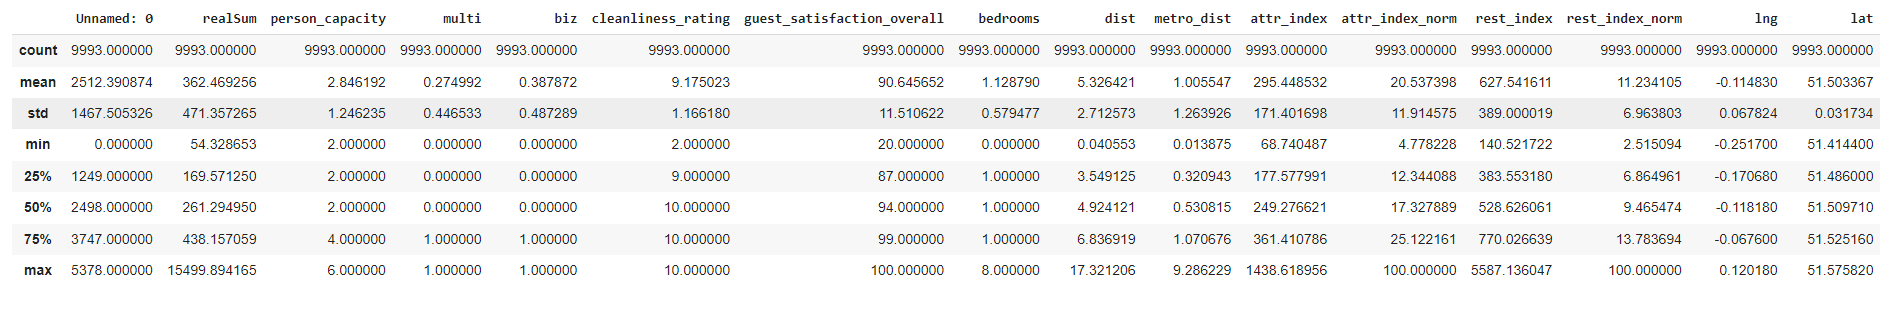 Unnamed: 0 realSum person_capacity multi biz cleanliness_rating guest_satisfaction_overall bedrooms dist metro_dist attr_index attr_index_norm rest_index rest_index_norm lng lat
count 9993.000000 9993.000000 9993.000000 9993.000000 9993.000000 9993.000000 9993.000000 9993.000000 9993.000000 9993.000000 9993.000000 9993.000000 9993.000000 9993.000000 9993.000000 9993.000000
mean 2512.390874 362.469256 2.846192 0.274992 0.387872 9.175023 90.645652 1.128790 5.326421 1.005547 295.448532 20.537398 627.541611 11.234105 -0.114830 51.503367
std 1467.505326 471.357265 1.246235 0.446533 0.487289 1.166180 11.510622 0.579477 2.712573 1.263926 171.401698 11.914575 389.000019 6.963803 0.067824 0.031734
min 0.000000 54.328653 2.000000 0.000000 0.000000 2.000000 20.000000 0.000000 0.040553 0.013875 68.740487 4.778228 140.521722 2.515094 -0.251700 51.414400
25% 1249.000000 169.571250 2.000000 0.000000 0.000000 9.000000 87.000000 1.000000 3.549125 0.320943 177.577991 12.344088 383.553180 6.864961 -0.170680 51.486000
50% 2498.000000 261.294950 2.000000 0.000000 0.000000 10.000000 94.000000 1.000000 4.924121 0.530815 249.276621 17.327889 528.626061 9.465474 -0.118180 51.509710
75% 3747.000000 438.157059 4.000000 1.000000 1.000000 10.000000 99.000000 1.000000 6.836919 1.070676 361.410786 25.122161 770.026639 13.783694 -0.067600 51.525160
max 5378.000000 15499.894165 6.000000 1.000000 1.000000 10.000000 100.000000 8.000000 17.321206 9.286229 1438.618956 100.000000 5587.136047 100.000000 0.120180 51.575820